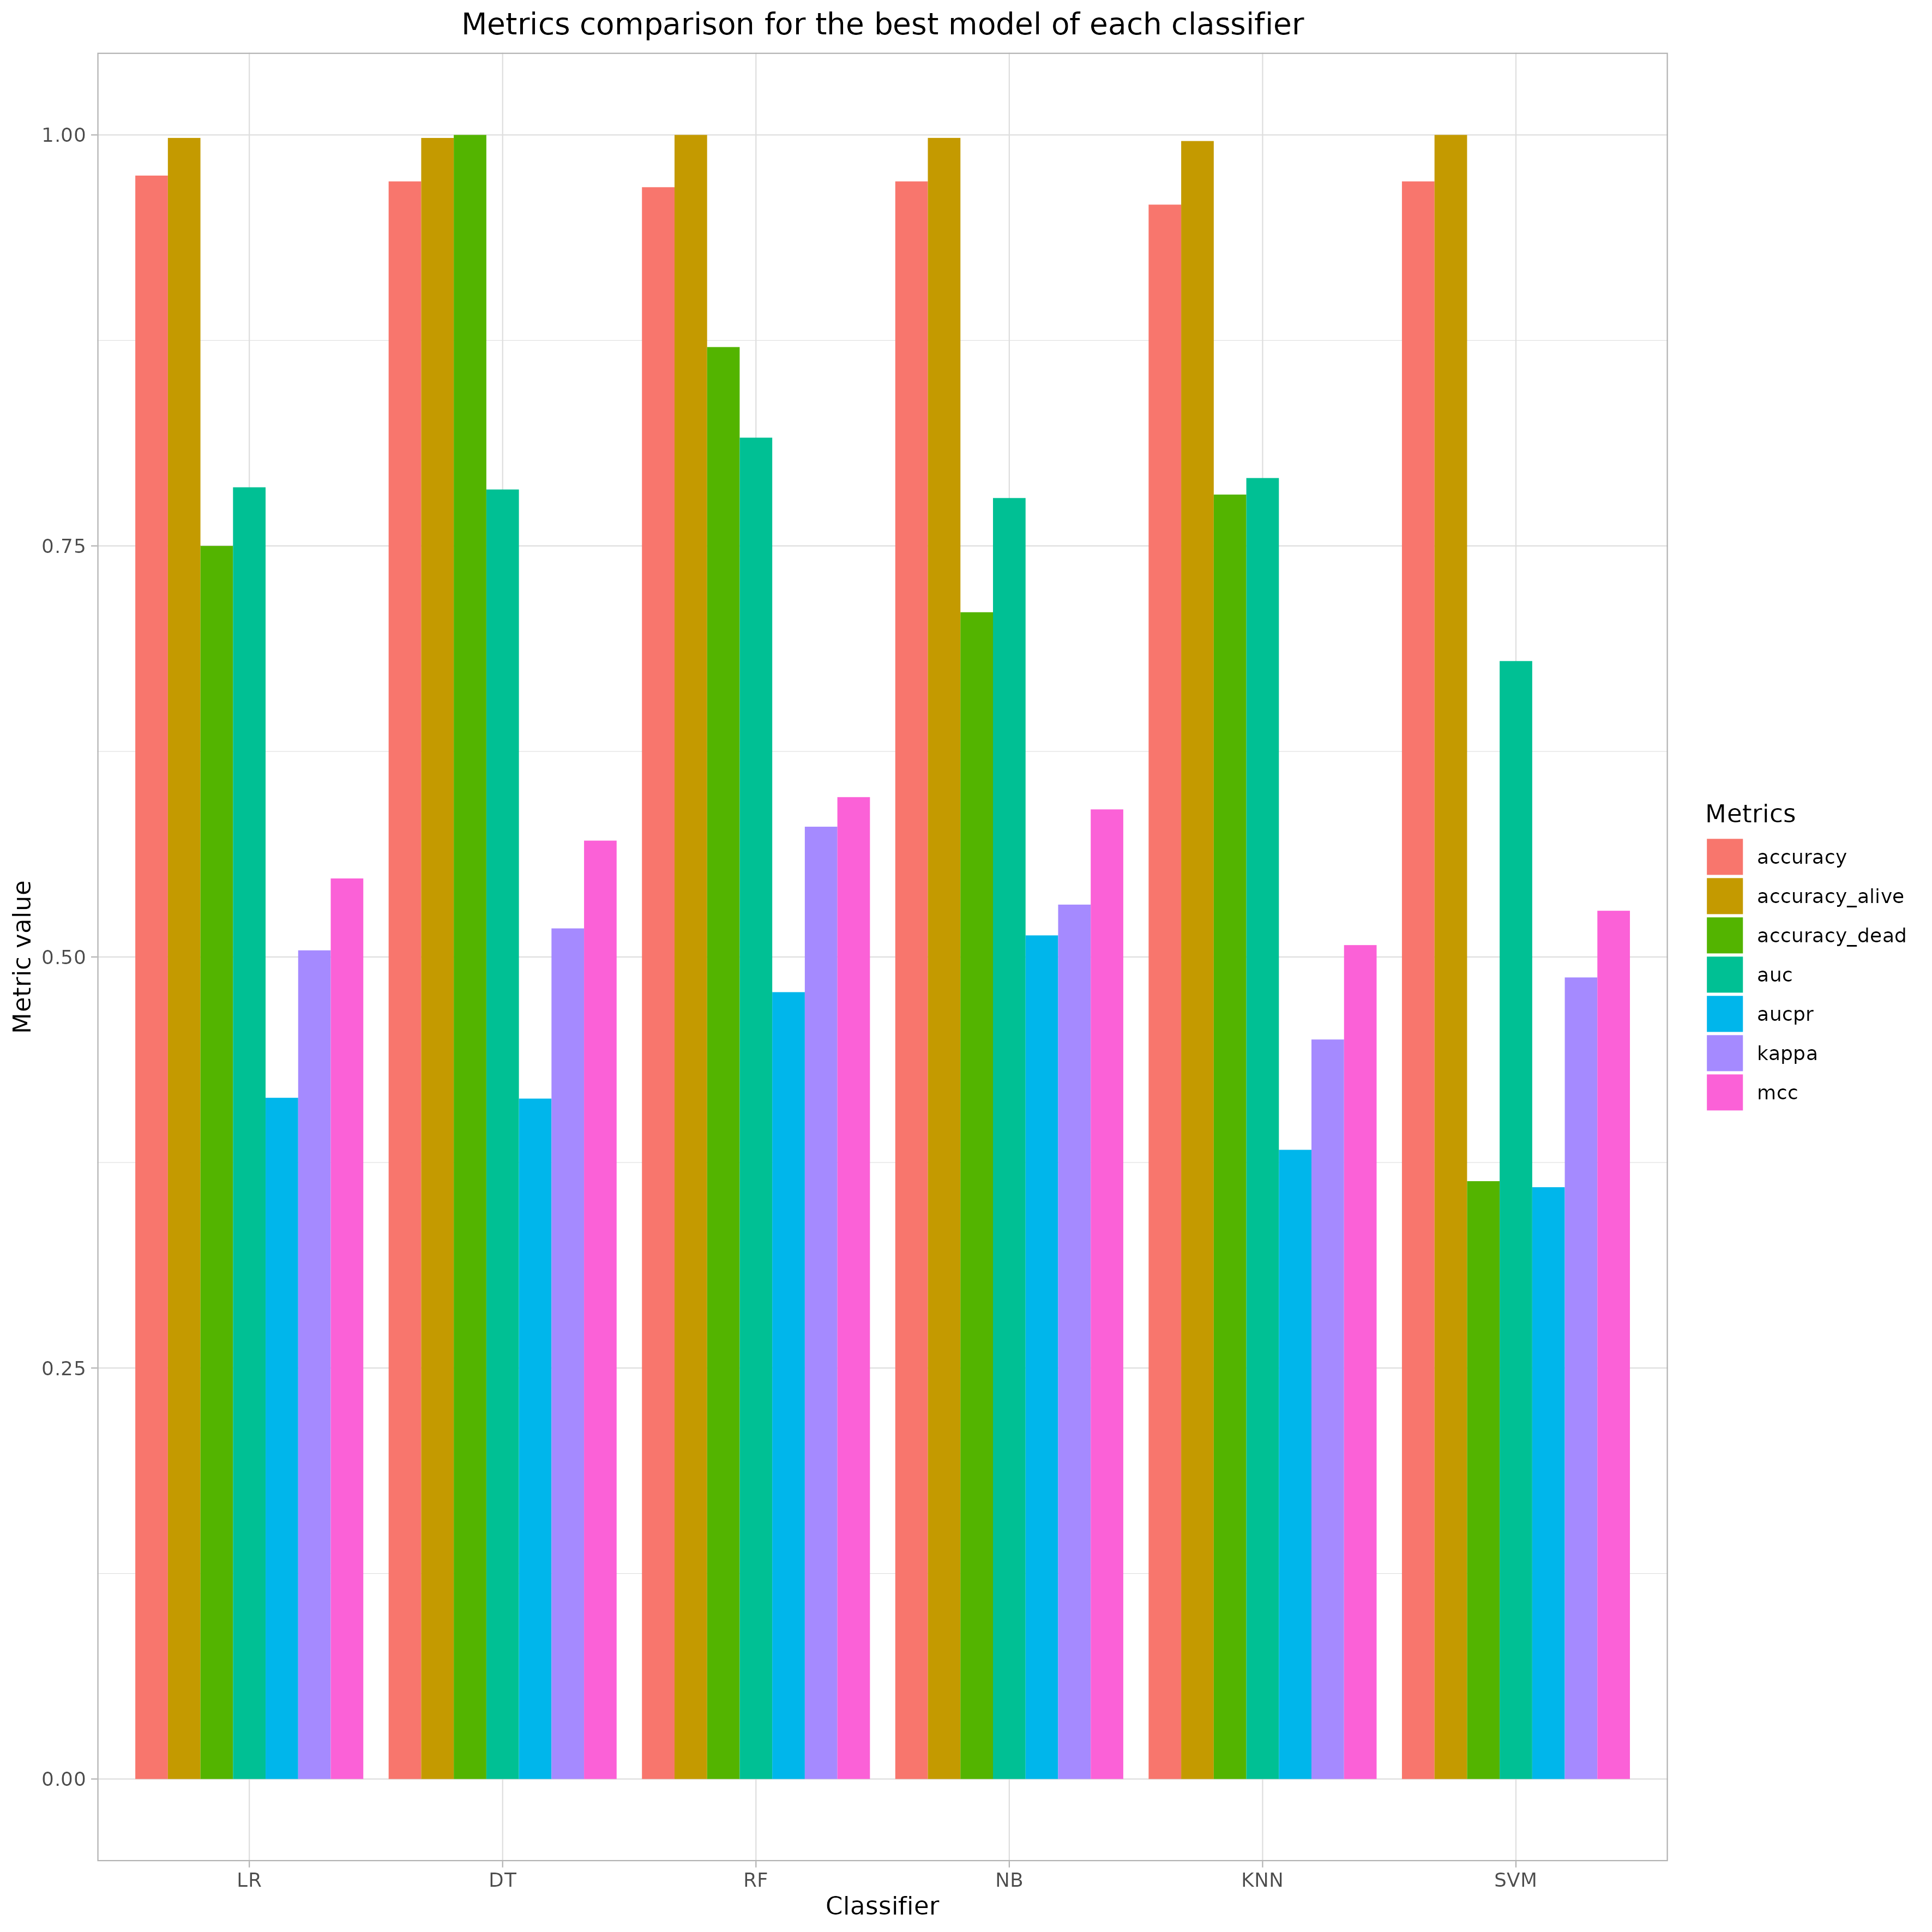 Metrics comparison for the best model of each classifier
Metric value
1.00
0.75
0.50
0.25
0.00
LR DT RF NB KNN SVM
Classifier
Metrics
accuracy
accuracy_alive
accuracy_dead
auc
aucpr
kappa
mcc